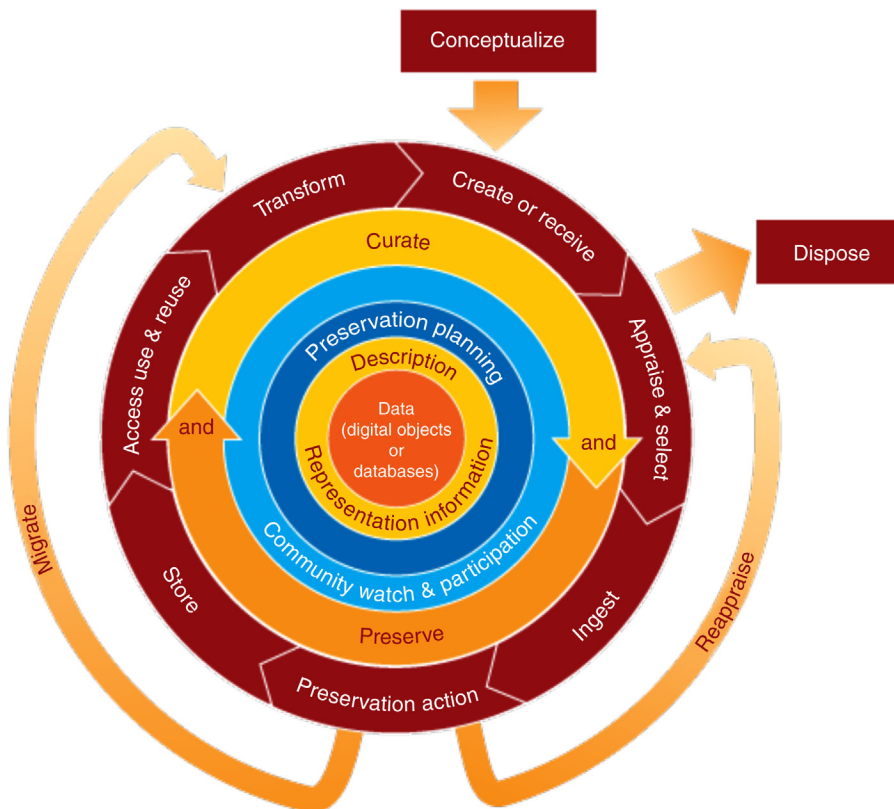 Conceptualize
Transform
Create or receive
Dispose
Curate
Access use & reuse
Appraise & select
Preservation planning
Description
Data
(digital objects
or
databases)
and
and
Representation information
Community watch & participation
Migrate
Store
Ingest
Reappraise
Preserve
Preservation action